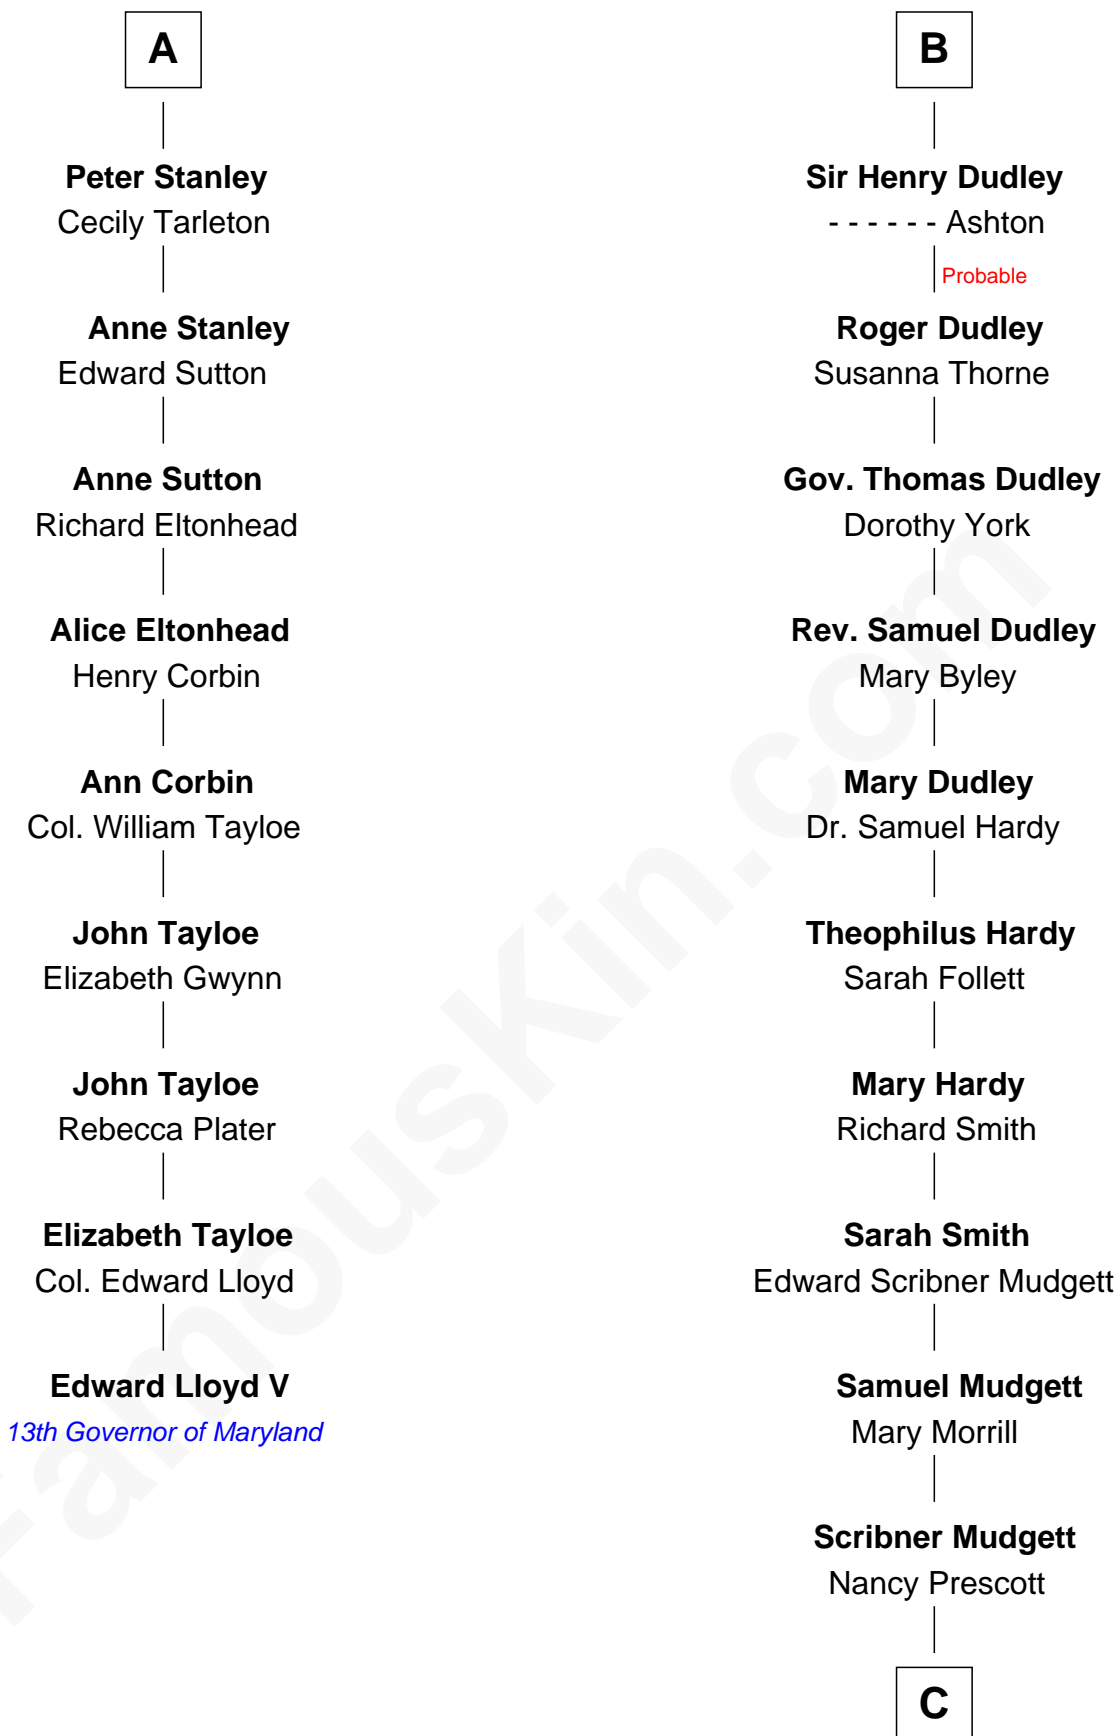 A
Peter Stanley
Cecily Tarleton
Anne Stanley
Edward Sutton
Anne Sutton
Richard Eltonhead
Alice Eltonhead
Henry Corbin
Ann Corbin
Col. William Tayloe
John Tayloe
Elizabeth Gwynn
John Tayloe
Rebecca Plater
Elizabeth Tayloe
Col. Edward Lloyd
Edward Lloyd V
13th Governor of Maryland
B
Sir Henry Dudley
- - - - - - Ashton
Probable
Roger Dudley
Susanna Thorne
Gov. Thomas Dudley
Dorothy York
Rev. Samuel Dudley
Mary Byley
Mary Dudley
Dr. Samuel Hardy
Theophilus Hardy
Sarah Follett
Mary Hardy
Richard Smith
Sarah Smith
Edward Scribner Mudgett
Samuel Mudgett
Mary Morrill
Scribner Mudgett
Nancy Prescott
C
FamousKin.com